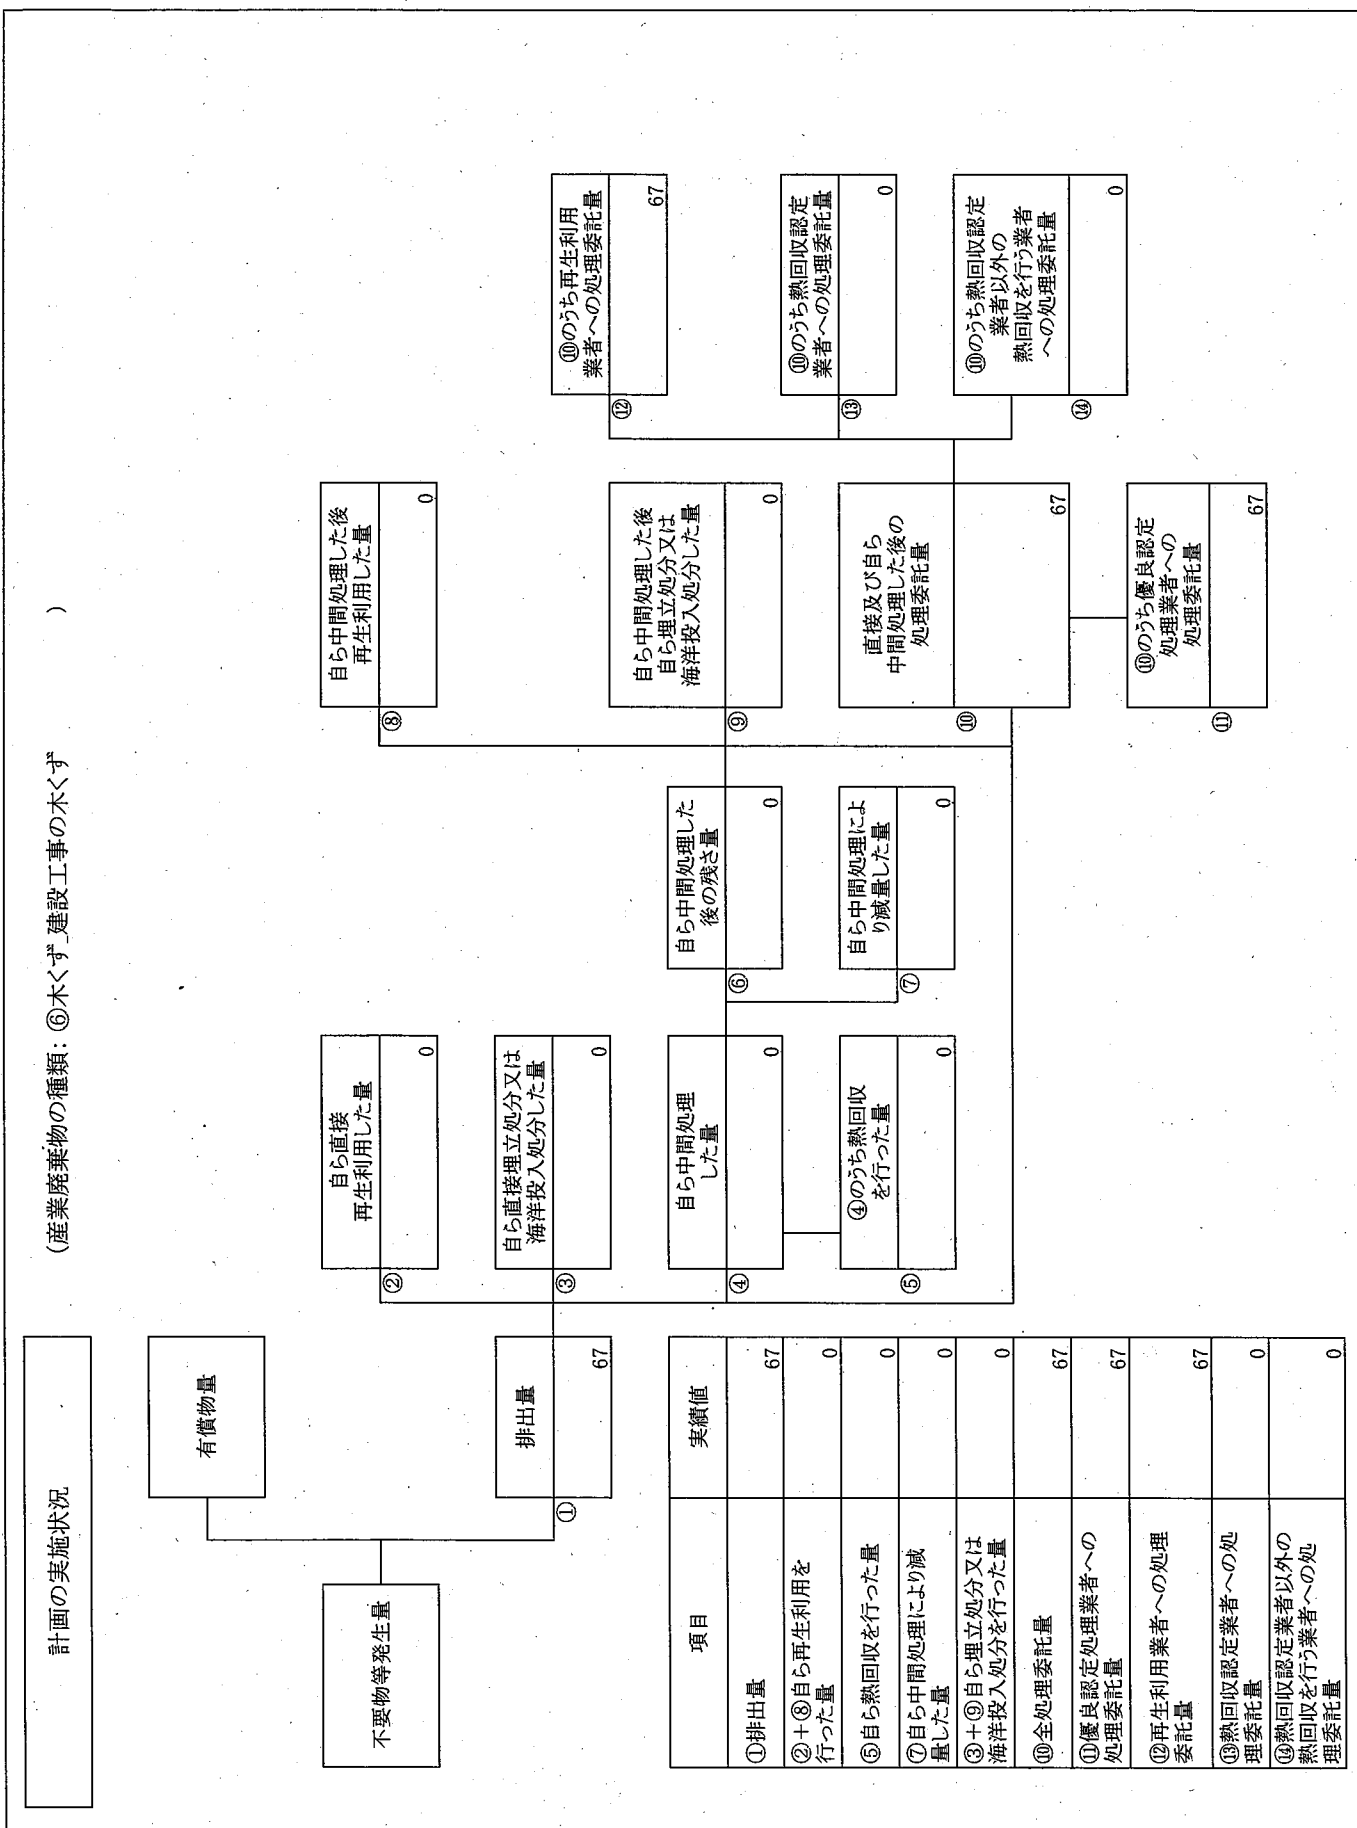 計画の実施状況
(産業廃棄物の種類：⑥木くず_建設工事の木くず )
不要物等発生量
有償物量
①
排出量
67
②
自ら直接
再生利用した量
0
③
自ら直接埋立処分又は
海洋投入処分した量
0
④
自ら中間処理
した量
0
⑤
④のうち熱回収
を行った量
0
⑥
自ら中間処理した
後の残さ量
0
⑦
自ら中間処理によ
り減量した量
0
⑧
自ら中間処理した後
再生利用した量
0
⑨
自ら中間処理した後
自ら埋立処分又は
海洋投入処分した量
0
⑩
直接及び自ら
中間処理した後の
処理委託量
67
⑪
⑩のうち優良認定
処理業者への
処理委託量
67
⑫
⑩のうち再生利用
業者への処理委託量
67
⑬
⑩のうち熱回収認定
業者への処理委託量
0
⑭
⑩のうち熱回収認定
業者以外の
熱回収を行う業者
への処理委託量
0
項目 実績値
①排出量 67
②＋⑧自ら再生利用を
行った量 0
⑤自ら熱回収を行った量 0
⑦自ら中間処理により減
量した量 0
③＋⑨自ら埋立処分又は
海洋投入処分を行った量 0
⑩全処理委託量 67
⑪優良認定処理業者への
処理委託量 67
⑫再生利用業者への処理
委託量 67
⑬熱回収認定業者への処
理委託量 0
⑭熱回収認定業者以外の
熱回収を行う業者への処
理委託量 0